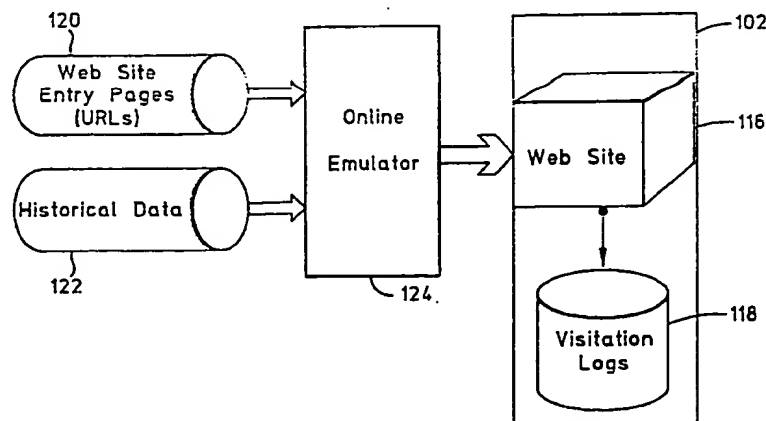 120
Web Site
Entry Pages
(URLs)
Historical Data
122
Online
Emulator
124.
102
116
Web Site
118
Visitation
Logs